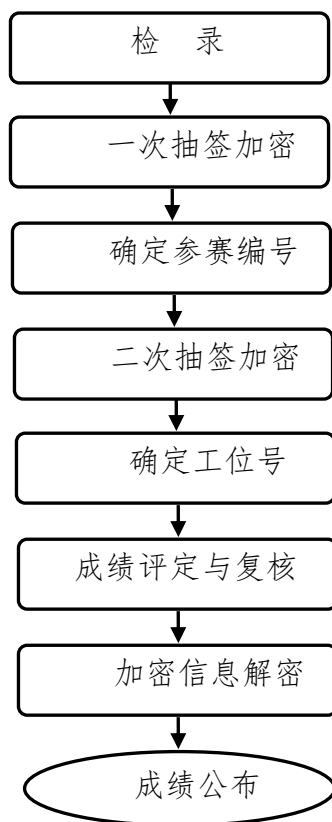 检 录
一次抽签加密
确定参赛编号
二次抽签加密
确定工位号
成绩评定与复核
加密信息解密
成绩公布